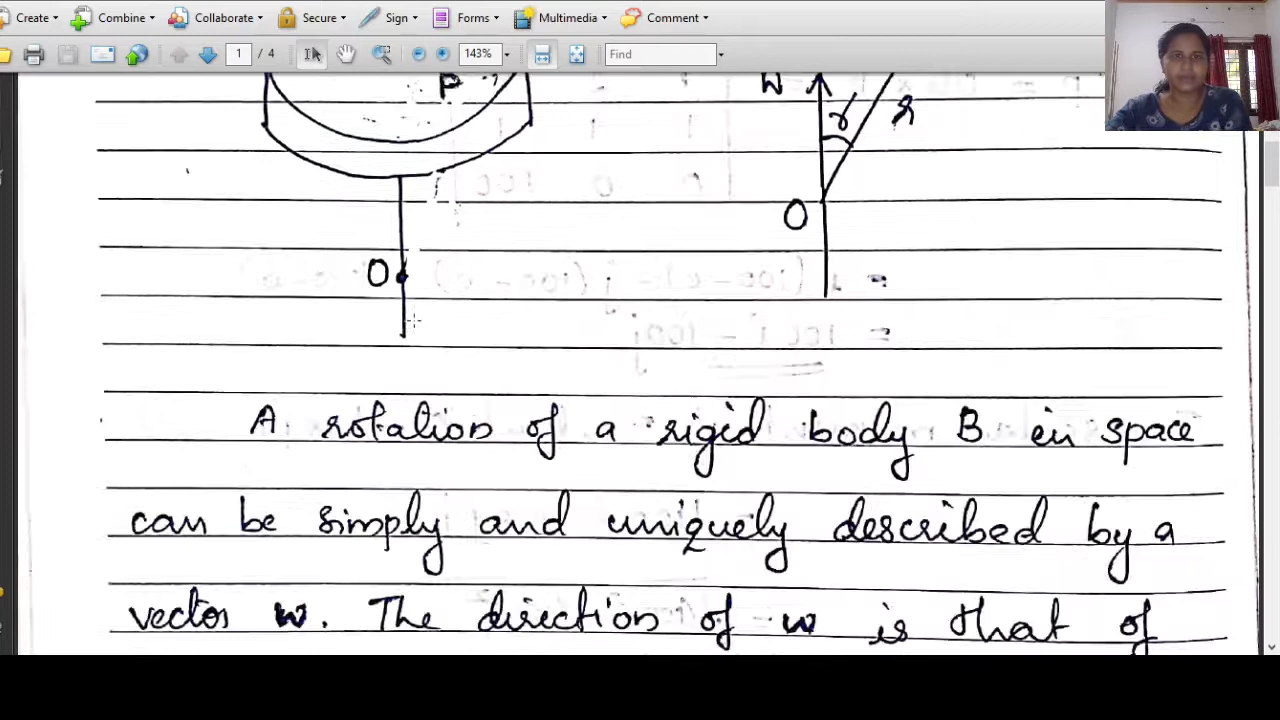 Create Combine Collaborate Secure Sign Forms Multimedia Comment
1 / 4 143% Find
P W γ r
O
O
A rotation of a rigid body B in space
can be simply and uniquely described by a
vector w. The direction of w is that of